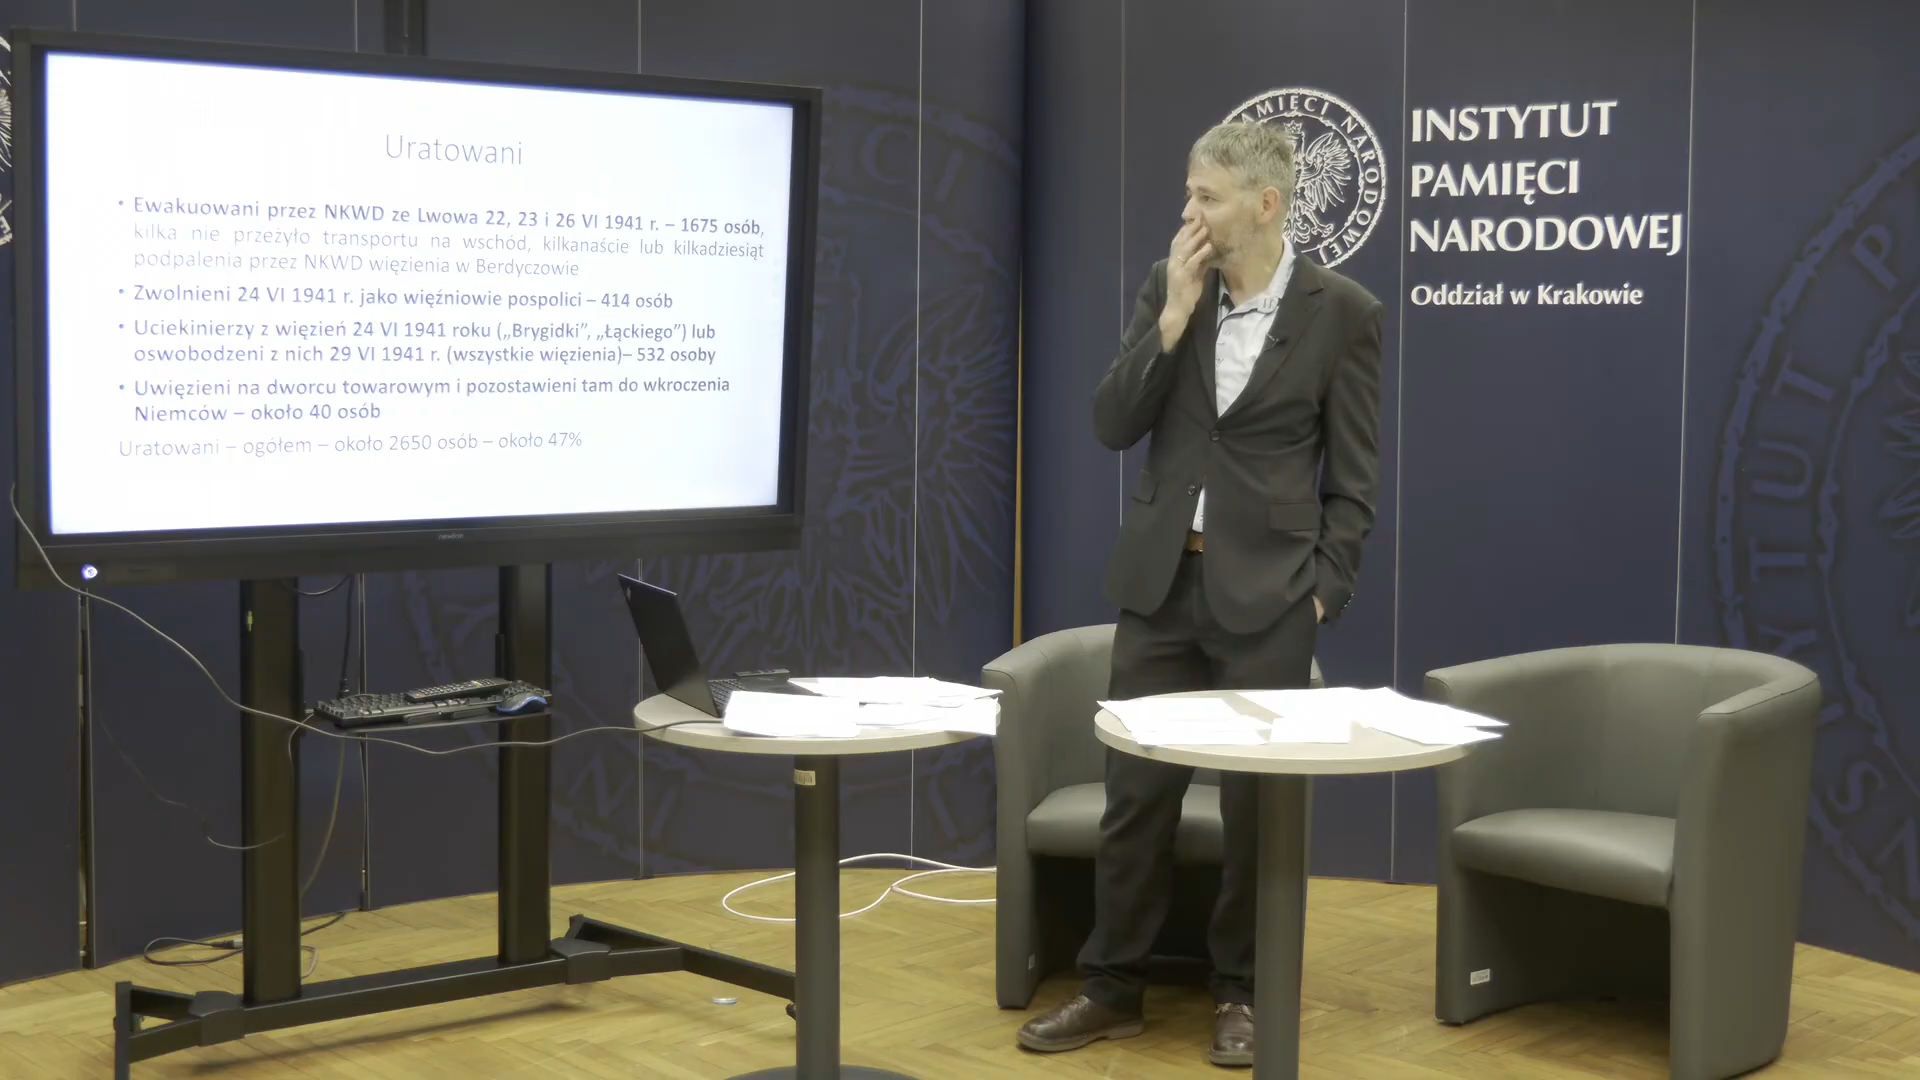 Uratowani
• Ewakuowani przez NKWD ze Lwowa 22, 23 i 26 VI 1941 r. – 1675 osób,
kilka nie przeżyło transportu na wschód, kilkanaście lub kilkadziesiąt
podpalenia przez NKWD więzienia w Berdyczowie
• Zwolnieni 24 VI 1941 r. jako więźniowie pospolici – 414 osób
• Uciekinierzy z więzień 24 VI 1941 roku („Brygidki”, „Łąckiego”) lub
oswobodzeni z nich 29 VI 1941 r. (wszystkie więzienia)– 532 osoby
• Uwięzieni na dworcu towarowym i pozostawieni tam do wkroczenia
Niemców – około 40 osób
Uratowani – ogółem – około 2650 osób – około 47%
newline
PAMIĘCI NARODOWEJ
INSTYTUT
PAMIĘCI
NARODOWEJ
Oddział w Krakowie